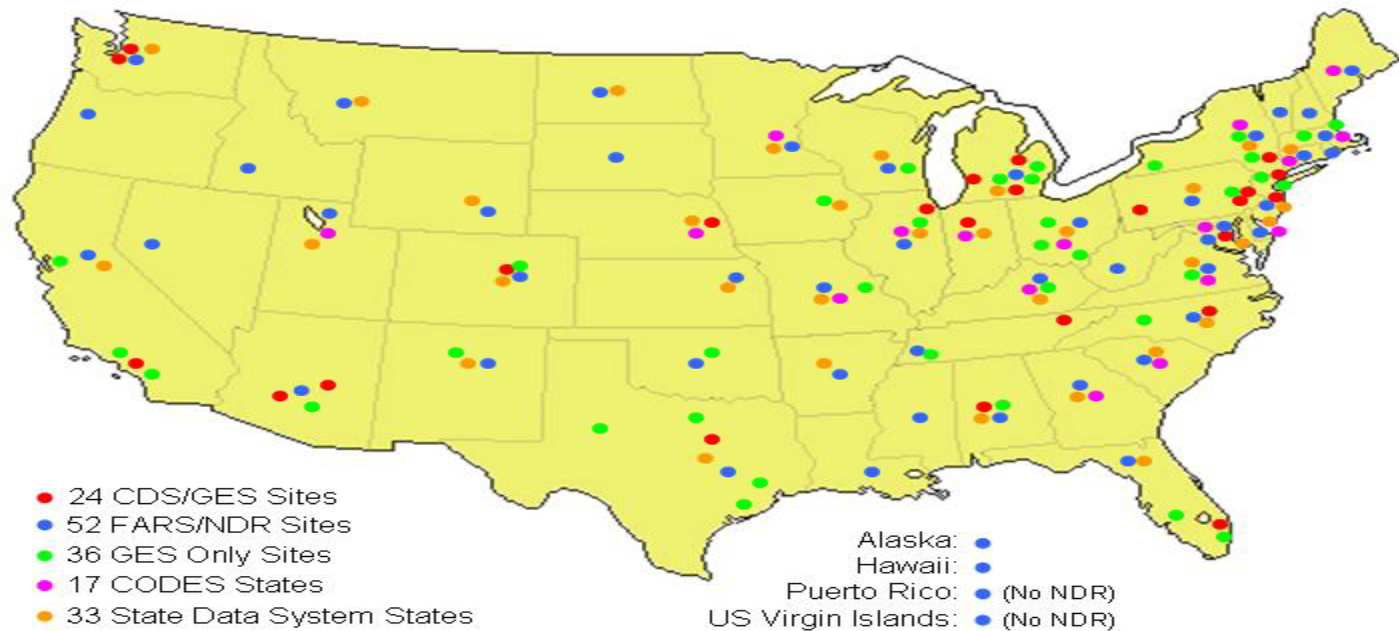 24 CDS/GES Sites
52 FARS/NDR Sites
36 GES Only Sites
17 CODES States
33 State Data System States
Alaska:
Hawaii:
Puerto Rico: (No NDR)
US Virgin Islands: (No NDR)